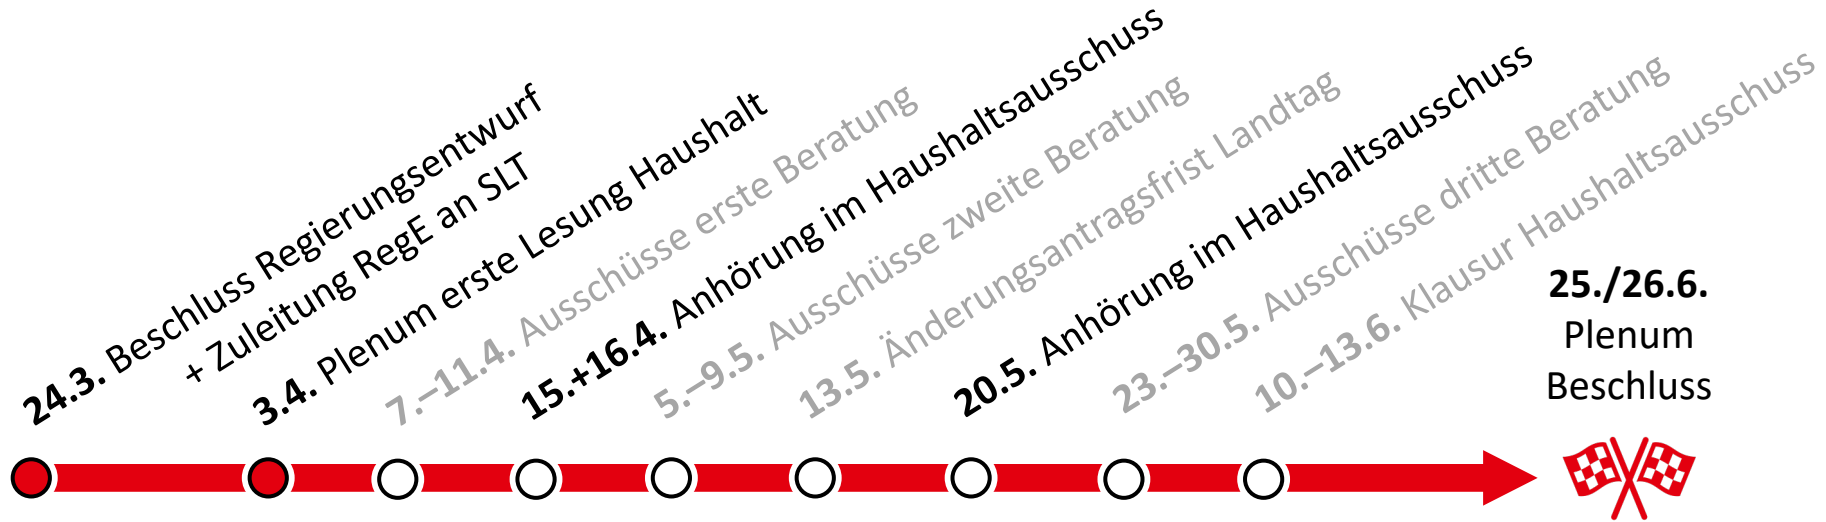 24.3. Beschluss Regierungsentwurf
+ Zuleitung RegE an SLT
3.4. Plenum erste Lesung Haushalt
7.–11.4. Ausschüsse erste Beratung
15.+16.4. Anhörung im Haushaltsausschuss
5.–9.5. Ausschüsse zweite Beratung
13.5. Änderungsantragsfrist Landtag
20.5. Anhörung im Haushaltsausschuss
23.–30.5. Ausschüsse dritte Beratung
10.–13.6. Klausur Haushaltsausschuss
25./26.6.
Plenum
Beschluss